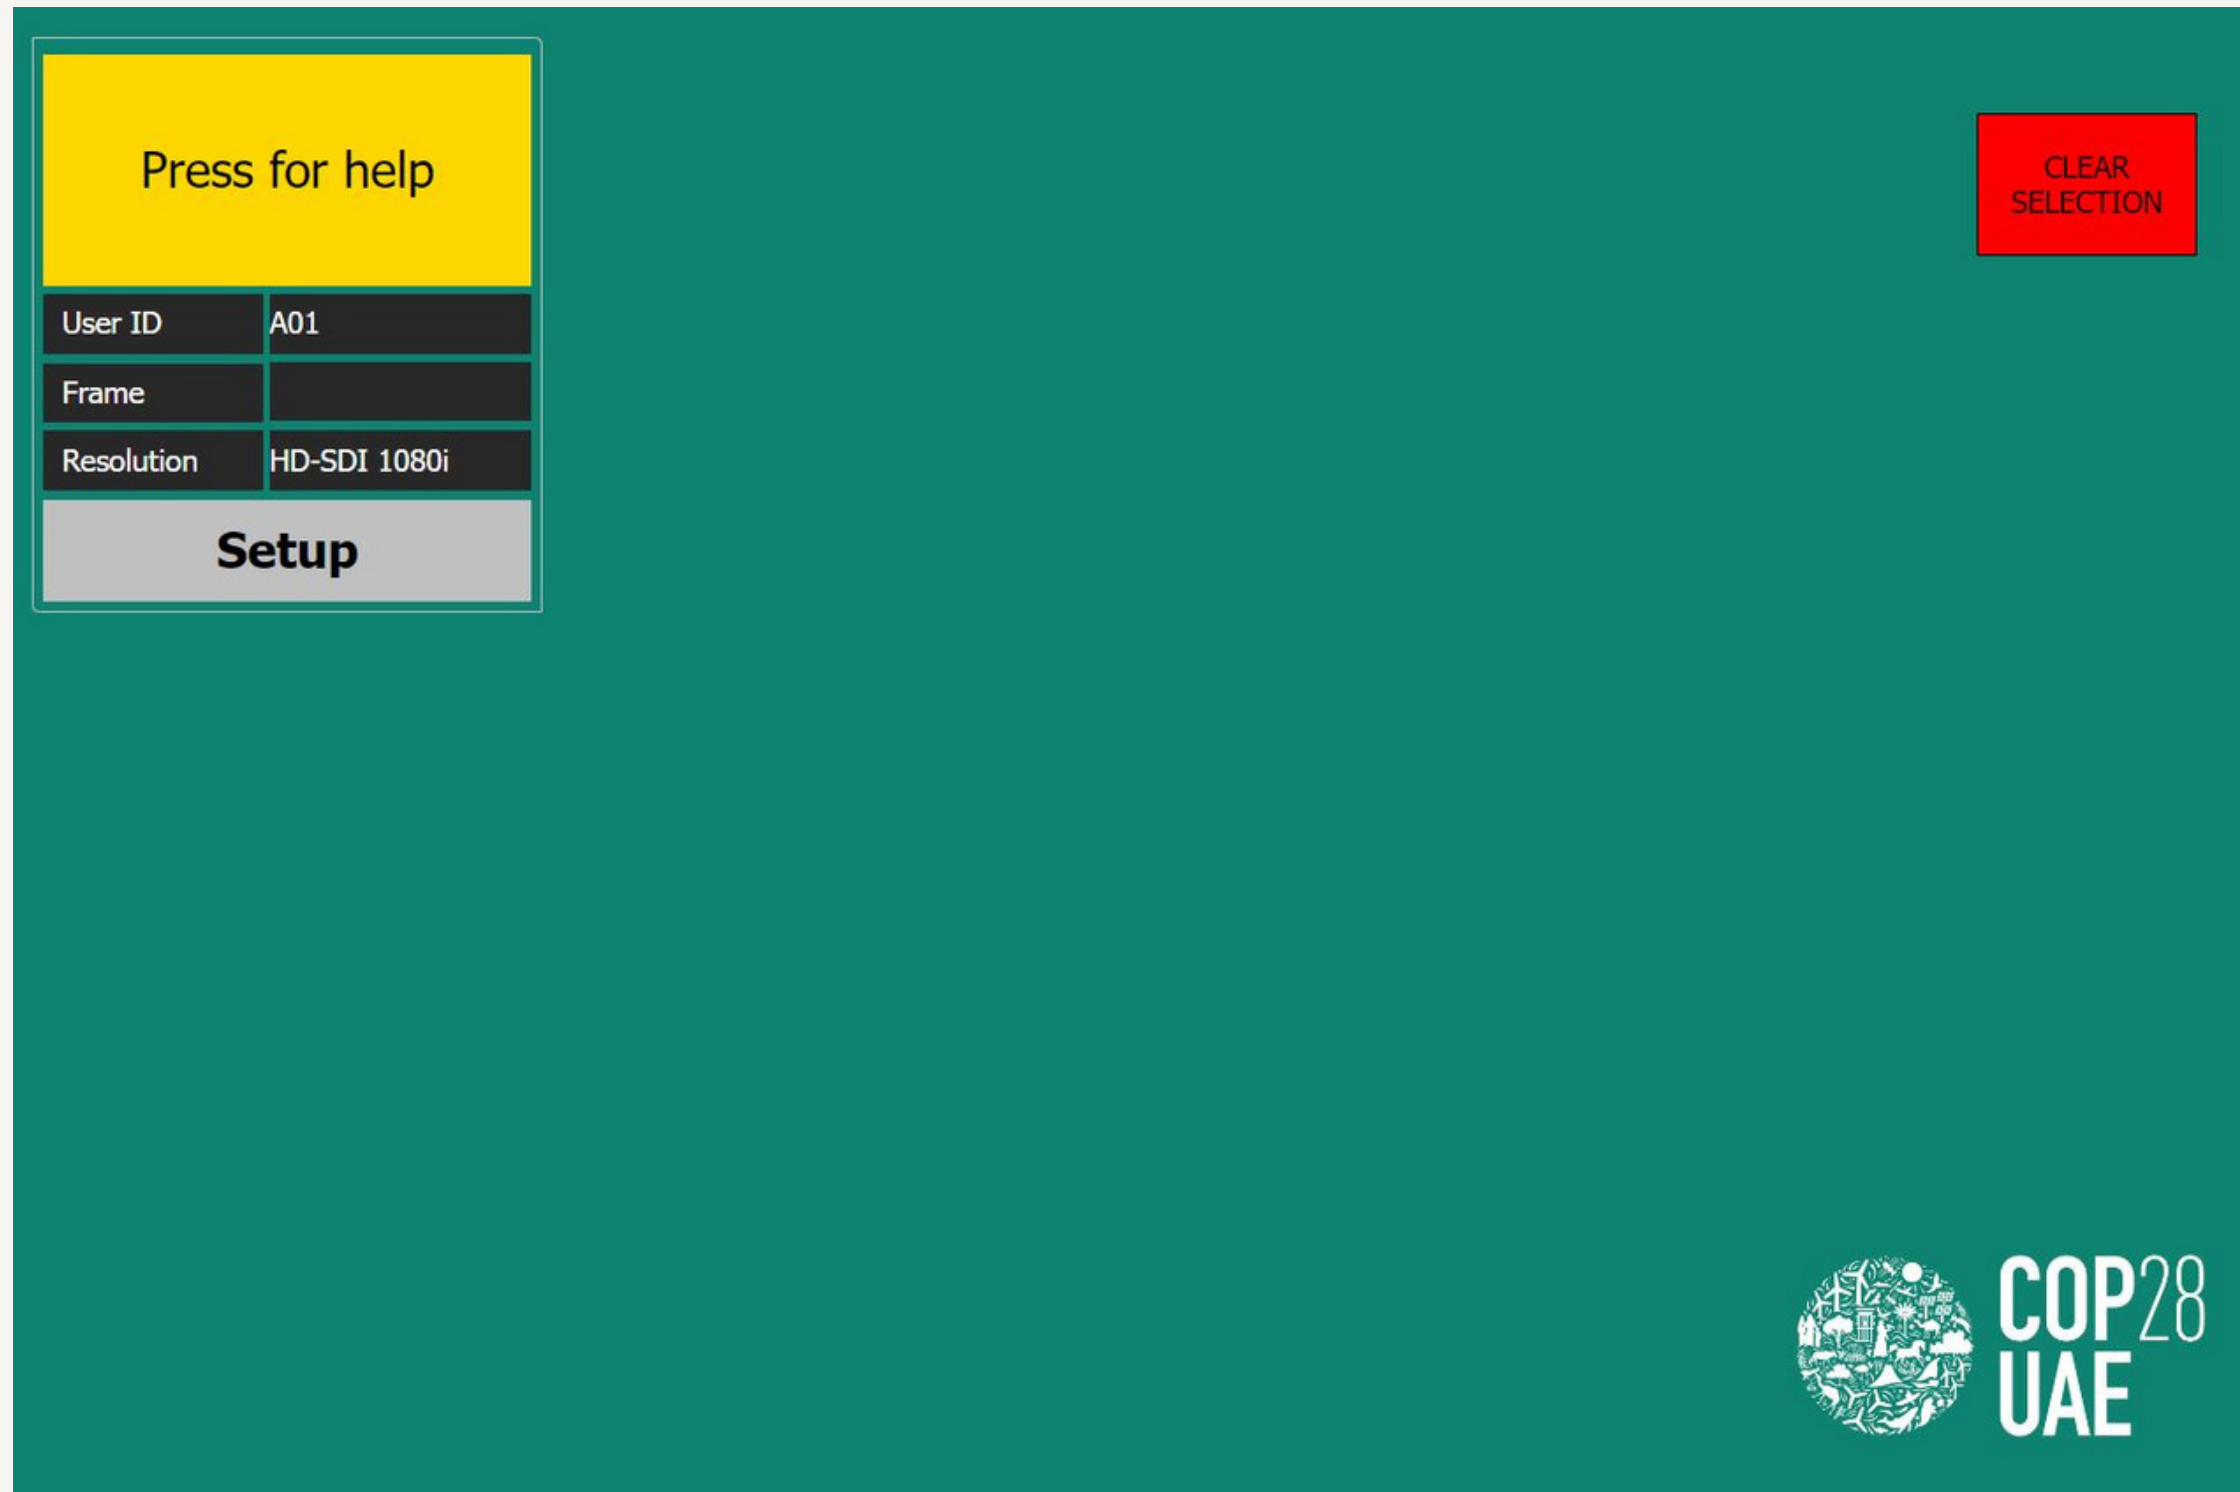 Press for help
CLEAR
SELECTION
User ID A01
Frame
Resolution HD-SDI 1080i
Setup
COP28
UAE